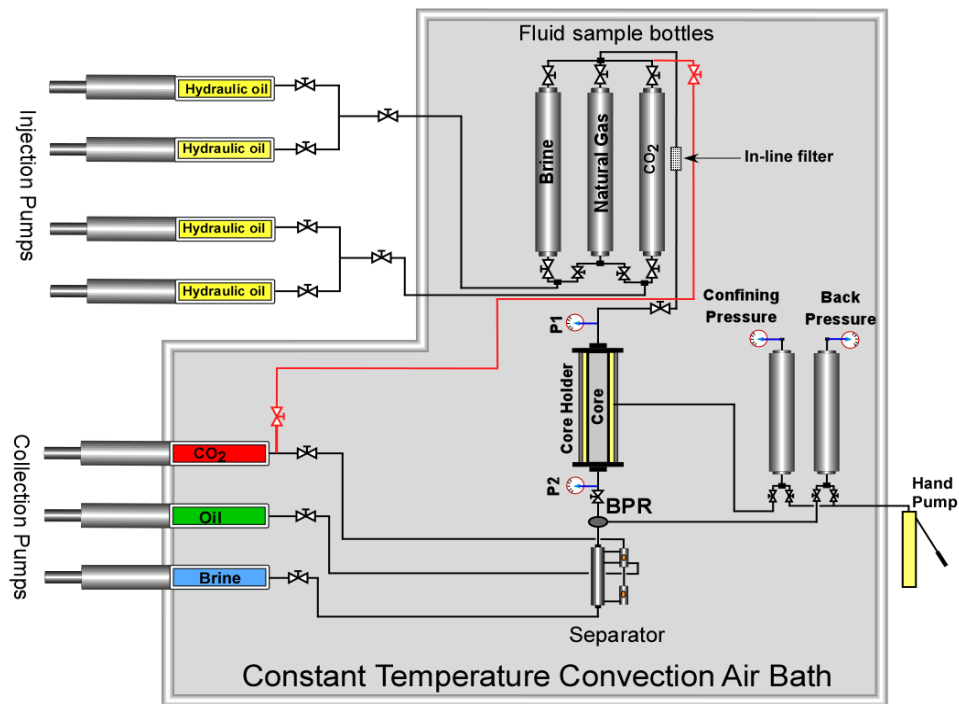 Fluid sample bottles
Injection Pumps
Hydraulic oil
Hydraulic oil
Hydraulic oil
Hydraulic oil
Brine
Natural Gas
CO₂
In-line filter
P1
Confining
Pressure
Back
Pressure
Core Holder
Core
Collection Pumps
CO₂
Oil
Brine
P2
BPR
Hand
Pump
Separator
Constant Temperature Convection Air Bath